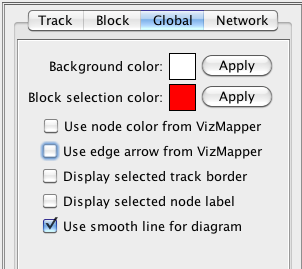 Track Block Global Network
Background color: Apply
Block selection color: Apply
Use node color from VizMapper
Use edge arrow from VizMapper
Display selected track border
Display selected node label
Use smooth line for diagram